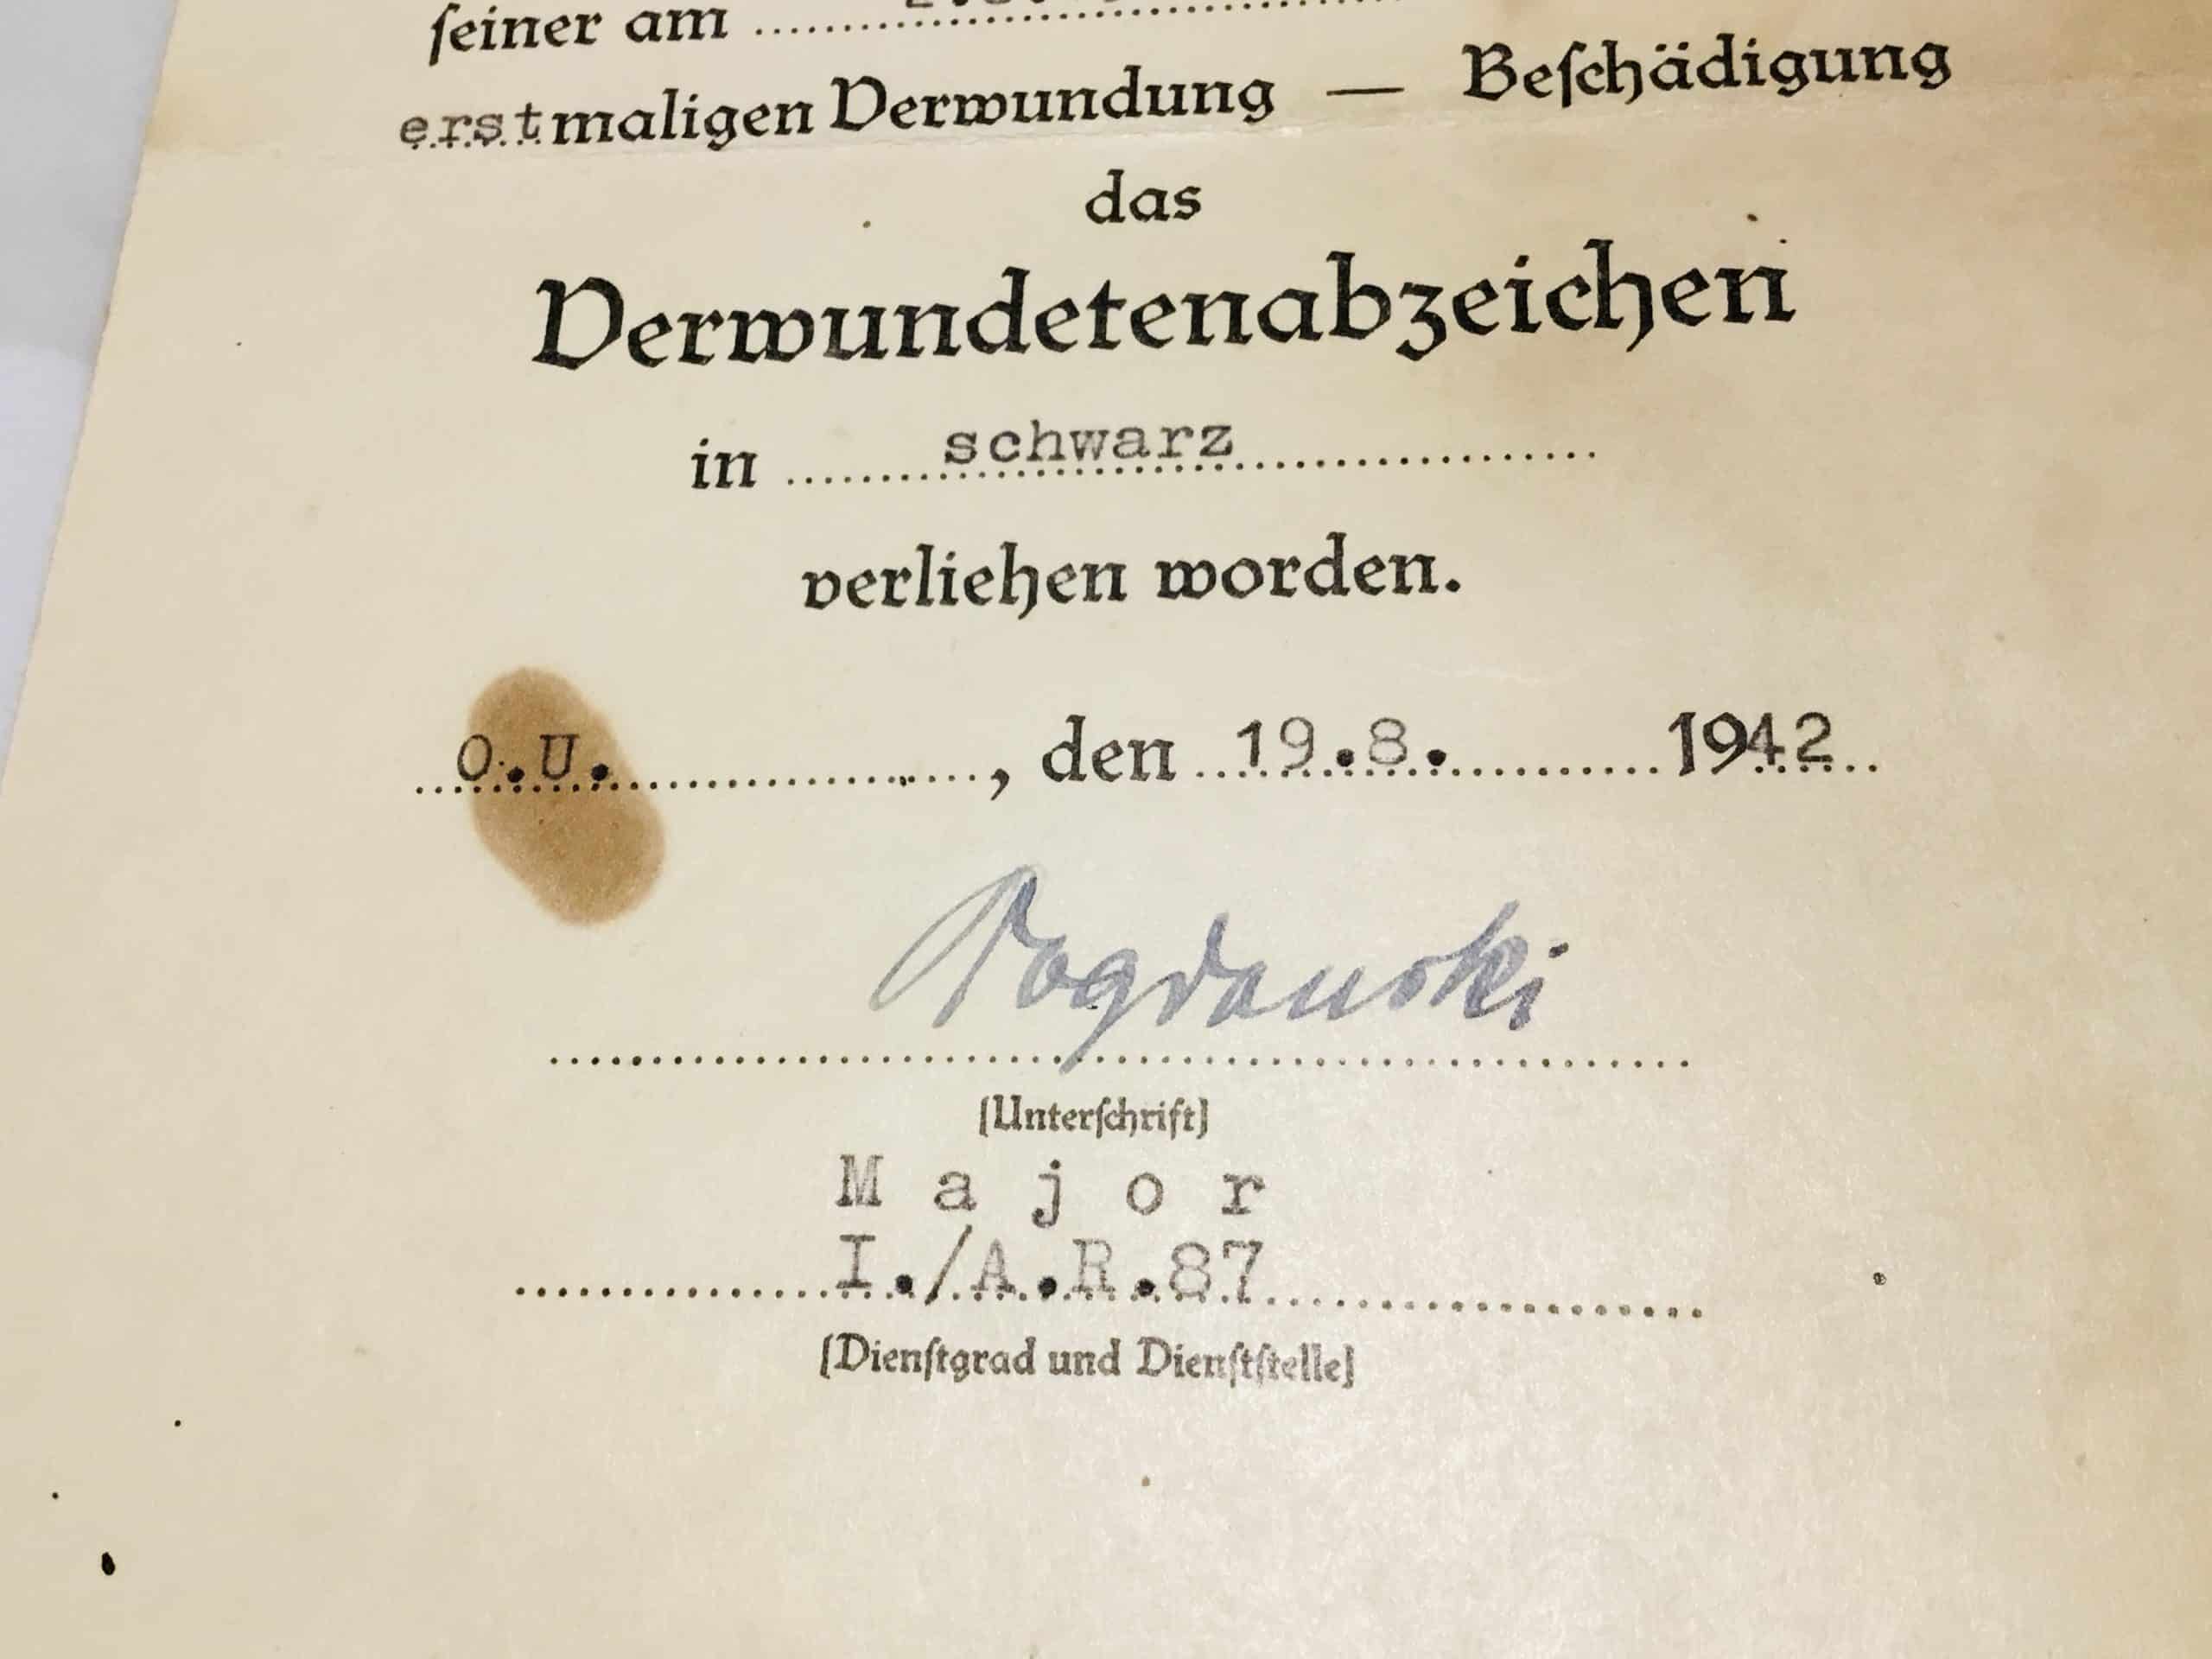 ſeiner am
erstmaligen Verwundung — Beſchädigung
das
Verwundetenabzeichen
in schwarz
verliehen worden.
O.U., den 19.8. 1942
Bogdanski
[Unterſchrift]
Major
I./A.R.87
[Dienſtgrad und Dienſtſtelle]